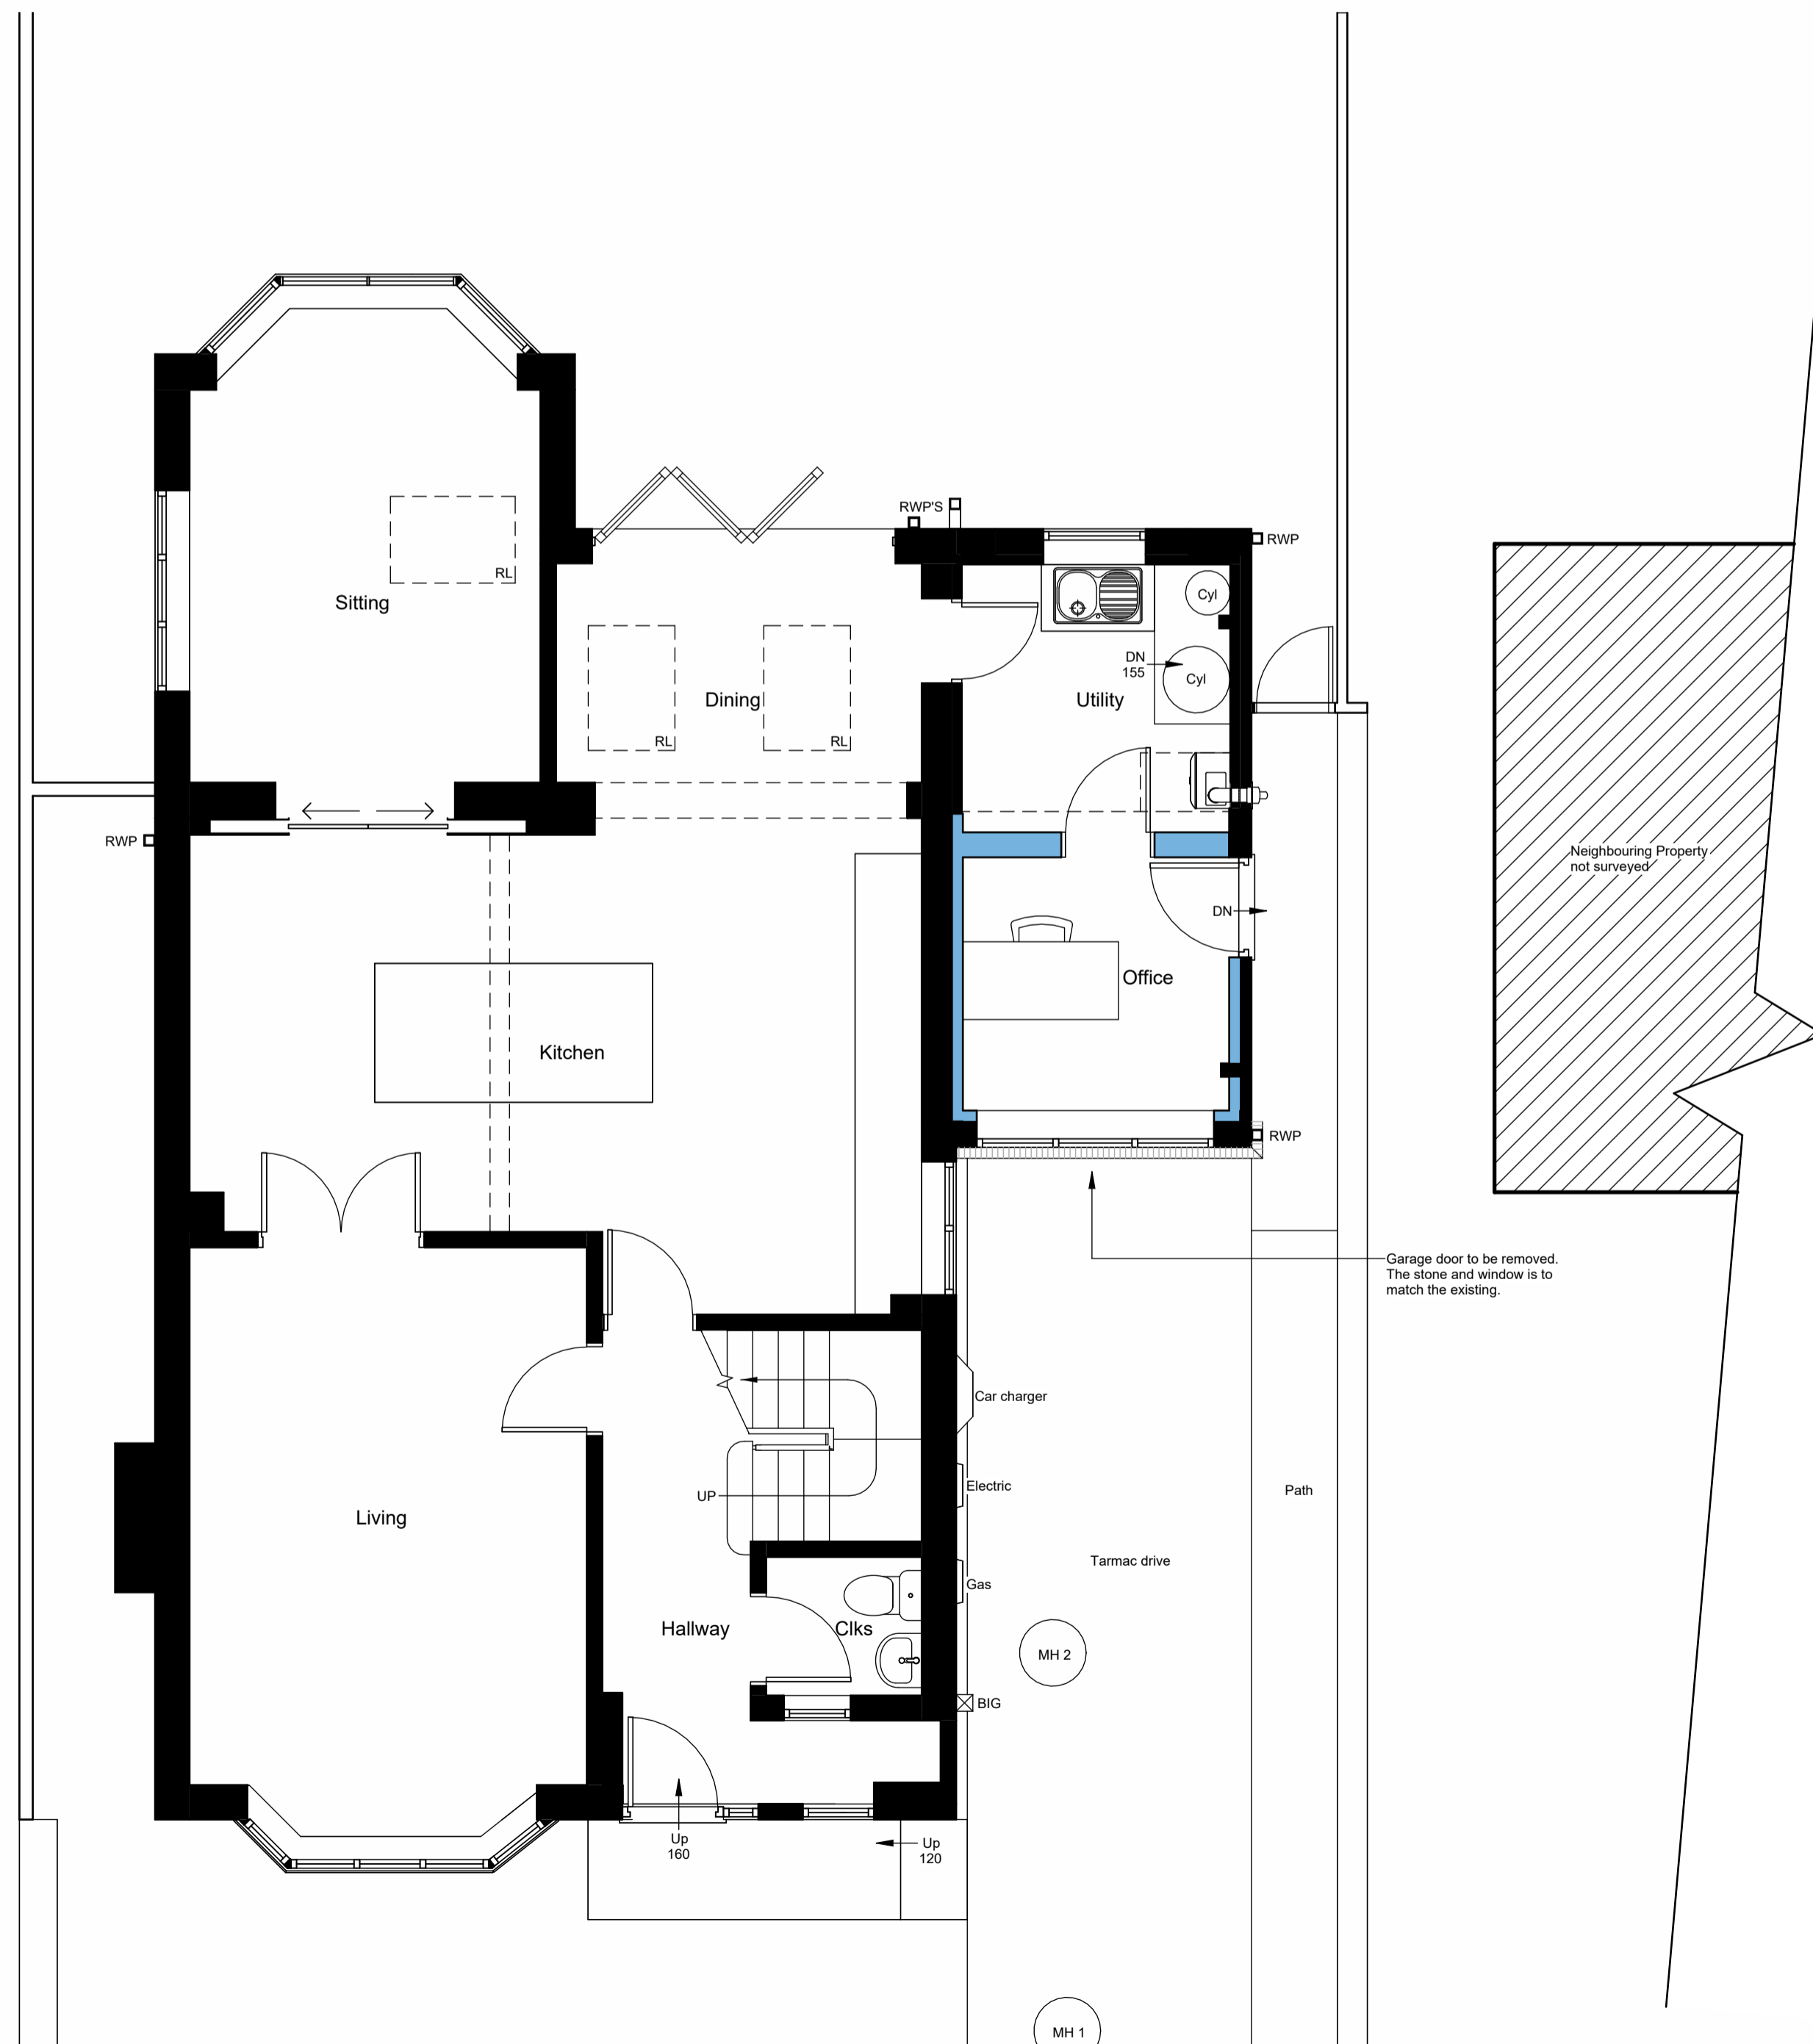 RWP'S
RWP
RL
Sitting
Cyl
DN
155
Cyl
Dining
Utility
RL
RL
RWP
Neighbouring Property
not surveyed
DN
Office
Kitchen
RWP
Garage door to be removed.
The stone and window is to
match the existing.
Car charger
Electric
UP
Path
Living
Tarmac drive
Gas
Hallway
Clks
MH 2
BIG
Up
160
Up
120
MH 1